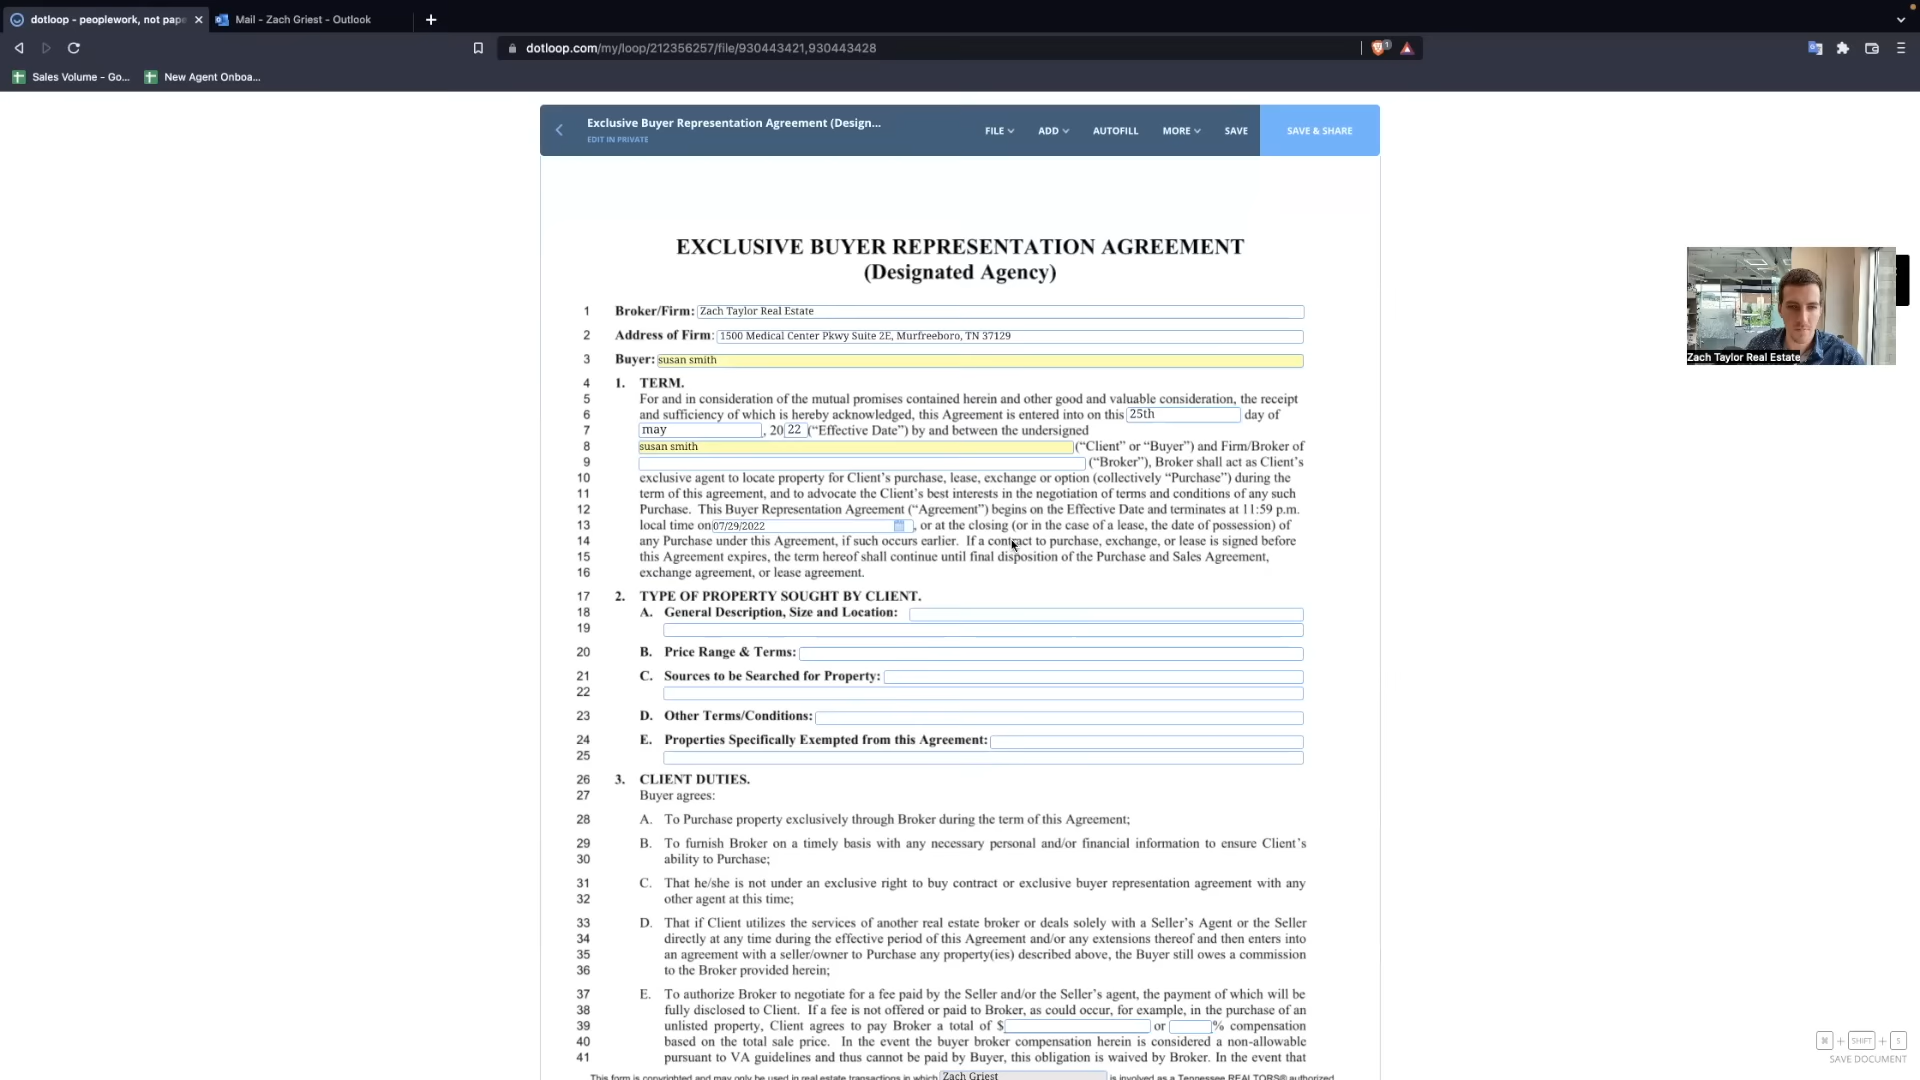 dotloop - peoplework, not pap
Mail - Zach Griest - Outlook
dotloop.com/my/loop/212356257/file/930443421,930443428
1
Sales Volume - Go...
New Agent Onboa...
Exclusive Buyer Representation Agreement (Design...
EDIT IN PRIVATE
FILE
ADD
AUTOFILL
MORE
SAVE
SAVE & SHARE
EXCLUSIVE BUYER REPRESENTATION AGREEMENT
(Designated Agency)
1 Broker/Firm: Zach Taylor Real Estate
2 Address of Firm: 1500 Medical Center Pkwy Suite 2E, Murfreeboro, TN 37129
3 Buyer: susan smith
4 1. TERM.
5 For and in consideration of the mutual promises contained herein and other good and valuable consideration, the receipt
6 and sufficiency of which is hereby acknowledged, this Agreement is entered into on this 25th day of
7 may , 20 22 (“Effective Date”) by and between the undersigned
8 susan smith (“Client” or “Buyer”) and Firm/Broker of
9 (“Broker”), Broker shall act as Client’s
10 exclusive agent to locate property for Client’s purchase, lease, exchange or option (collectively “Purchase”) during the
11 term of this agreement, and to advocate the Client’s best interests in the negotiation of terms and conditions of any such
12 Purchase. This Buyer Representation Agreement (“Agreement”) begins on the Effective Date and terminates at 11:59 p.m.
13 local time on 07/29/2022 , or at the closing (or in the case of a lease, the date of possession) of
14 any Purchase under this Agreement, if such occurs earlier. If a contract to purchase, exchange, or lease is signed before
15 this Agreement expires, the term hereof shall continue until final disposition of the Purchase and Sales Agreement,
16 exchange agreement, or lease agreement.
17 2. TYPE OF PROPERTY SOUGHT BY CLIENT.
18 A. General Description, Size and Location:
19
20 B. Price Range & Terms:
21 C. Sources to be Searched for Property:
22
23 D. Other Terms/Conditions:
24 E. Properties Specifically Exempted from this Agreement:
25
26 3. CLIENT DUTIES.
27 Buyer agrees:
28 A. To Purchase property exclusively through Broker during the term of this Agreement;
29 B. To furnish Broker on a timely basis with any necessary personal and/or financial information to ensure Client’s
30 ability to Purchase;
31 C. That he/she is not under an exclusive right to buy contract or exclusive buyer representation agreement with any
32 other agent at this time;
33 D. That if Client utilizes the services of another real estate broker or deals solely with a Seller’s Agent or the Seller
34 directly at any time during the effective period of this Agreement and/or any extensions thereof and then enters into
35 an agreement with a seller/owner to Purchase any property(ies) described above, the Buyer still owes a commission
36 to the Broker provided herein;
37 E. To authorize Broker to negotiate for a fee paid by the Seller and/or the Seller’s agent, the payment of which will be
38 fully disclosed to Client. If a fee is not offered or paid to Broker, as could occur, for example, in the purchase of an
39 unlisted property, Client agrees to pay Broker a total of $ or % compensation
40 based on the total sale price. In the event the buyer broker compensation herein is considered a non-allowable
41 pursuant to VA guidelines and thus cannot be paid by Buyer, this obligation is waived by Broker. In the event that
This form is copyrighted and may only be used in real estate transactions in which Zach Griest is involved as a Tennessee REALTORS® authorized
Zach Taylor Real Estate
⌘ + SHIFT + S
SAVE DOCUMENT